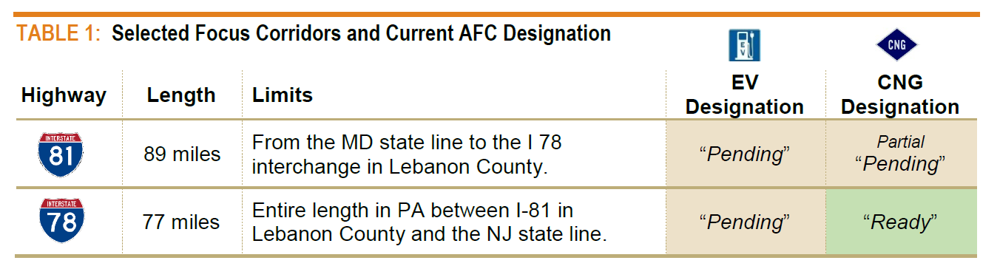 TABLE 1: Selected Focus Corridors and Current AFC Designation
EV
CNG
Highway
Length
Limits
EV
Designation
CNG
Designation
INTERSTATE
81
89 miles
From the MD state line to the I 78
interchange in Lebanon County.
“Pending”
Partial
“Pending”
INTERSTATE
78
77 miles
Entire length in PA between I-81 in
Lebanon County and the NJ state line.
“Pending”
“Ready”